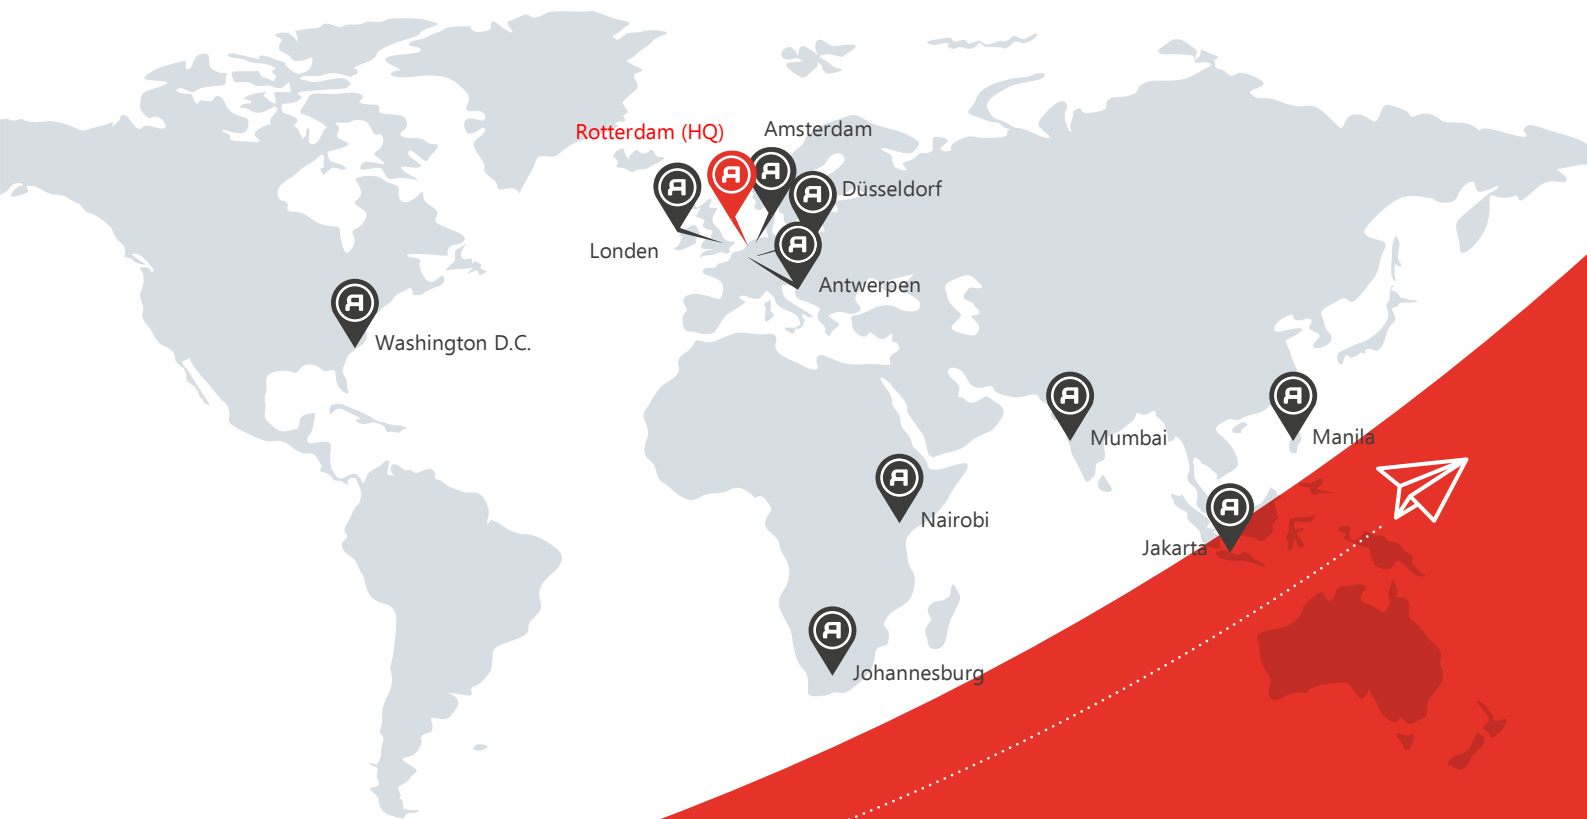 Rotterdam (HQ)
Amsterdam
Düsseldorf
Londen
Antwerpen
Washington D.C.
Mumbai
Manila
Nairobi
Jakarta
Johannesburg